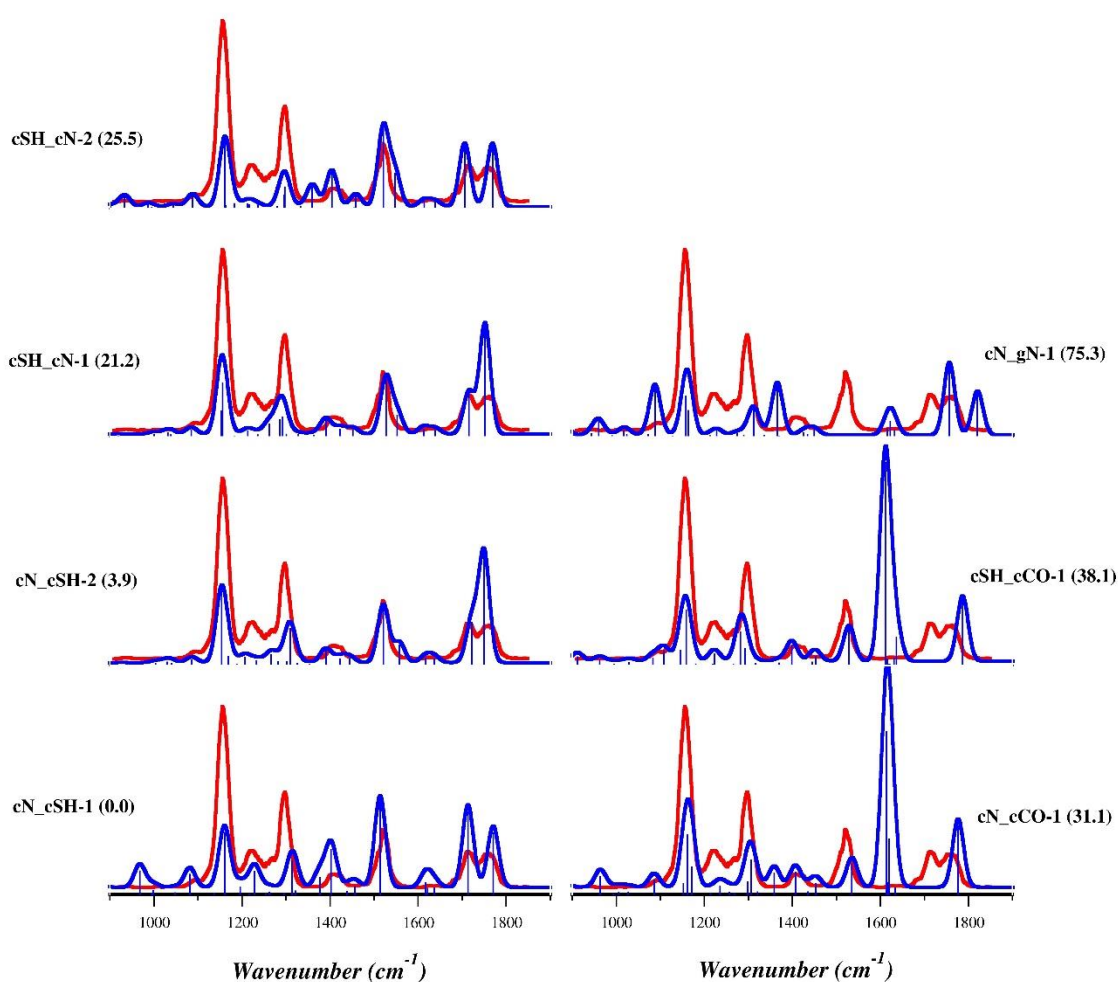 cSH_cN-2 (25.5)
cSH_cN-1 (21.2)
cN_cSH-2 (3.9)
cN_cSH-1 (0.0)
1000 1200 1400 1600 1800
Wavenumber (cm-1)
cN_gN-1 (75.3)
cSH_cCO-1 (38.1)
cN_cCO-1 (31.1)
1000 1200 1400 1600 1800
Wavenumber (cm-1)